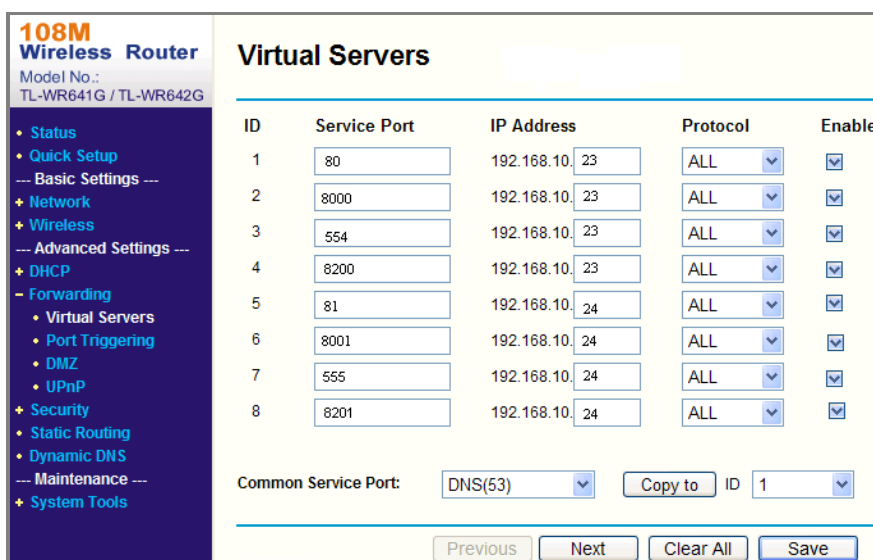 108M
Wireless Router
Model No.:
TL-WR641G / TL-WR642G
Status
Quick Setup
--- Basic Settings ---
Network
Wireless
--- Advanced Settings ---
DHCP
Forwarding
Virtual Servers
Port Triggering
DMZ
UPnP
Security
Static Routing
Dynamic DNS
--- Maintenance ---
System Tools
Virtual Servers
ID Service Port IP Address Protocol Enable
1 80 192.168.10. 23 ALL
2 8000 192.168.10. 23 ALL
3 554 192.168.10. 23 ALL
4 8200 192.168.10. 23 ALL
5 81 192.168.10. 24 ALL
6 8001 192.168.10. 24 ALL
7 555 192.168.10. 24 ALL
8 8201 192.168.10. 24 ALL
Common Service Port: DNS(53) Copy to ID 1
Previous Next Clear All Save